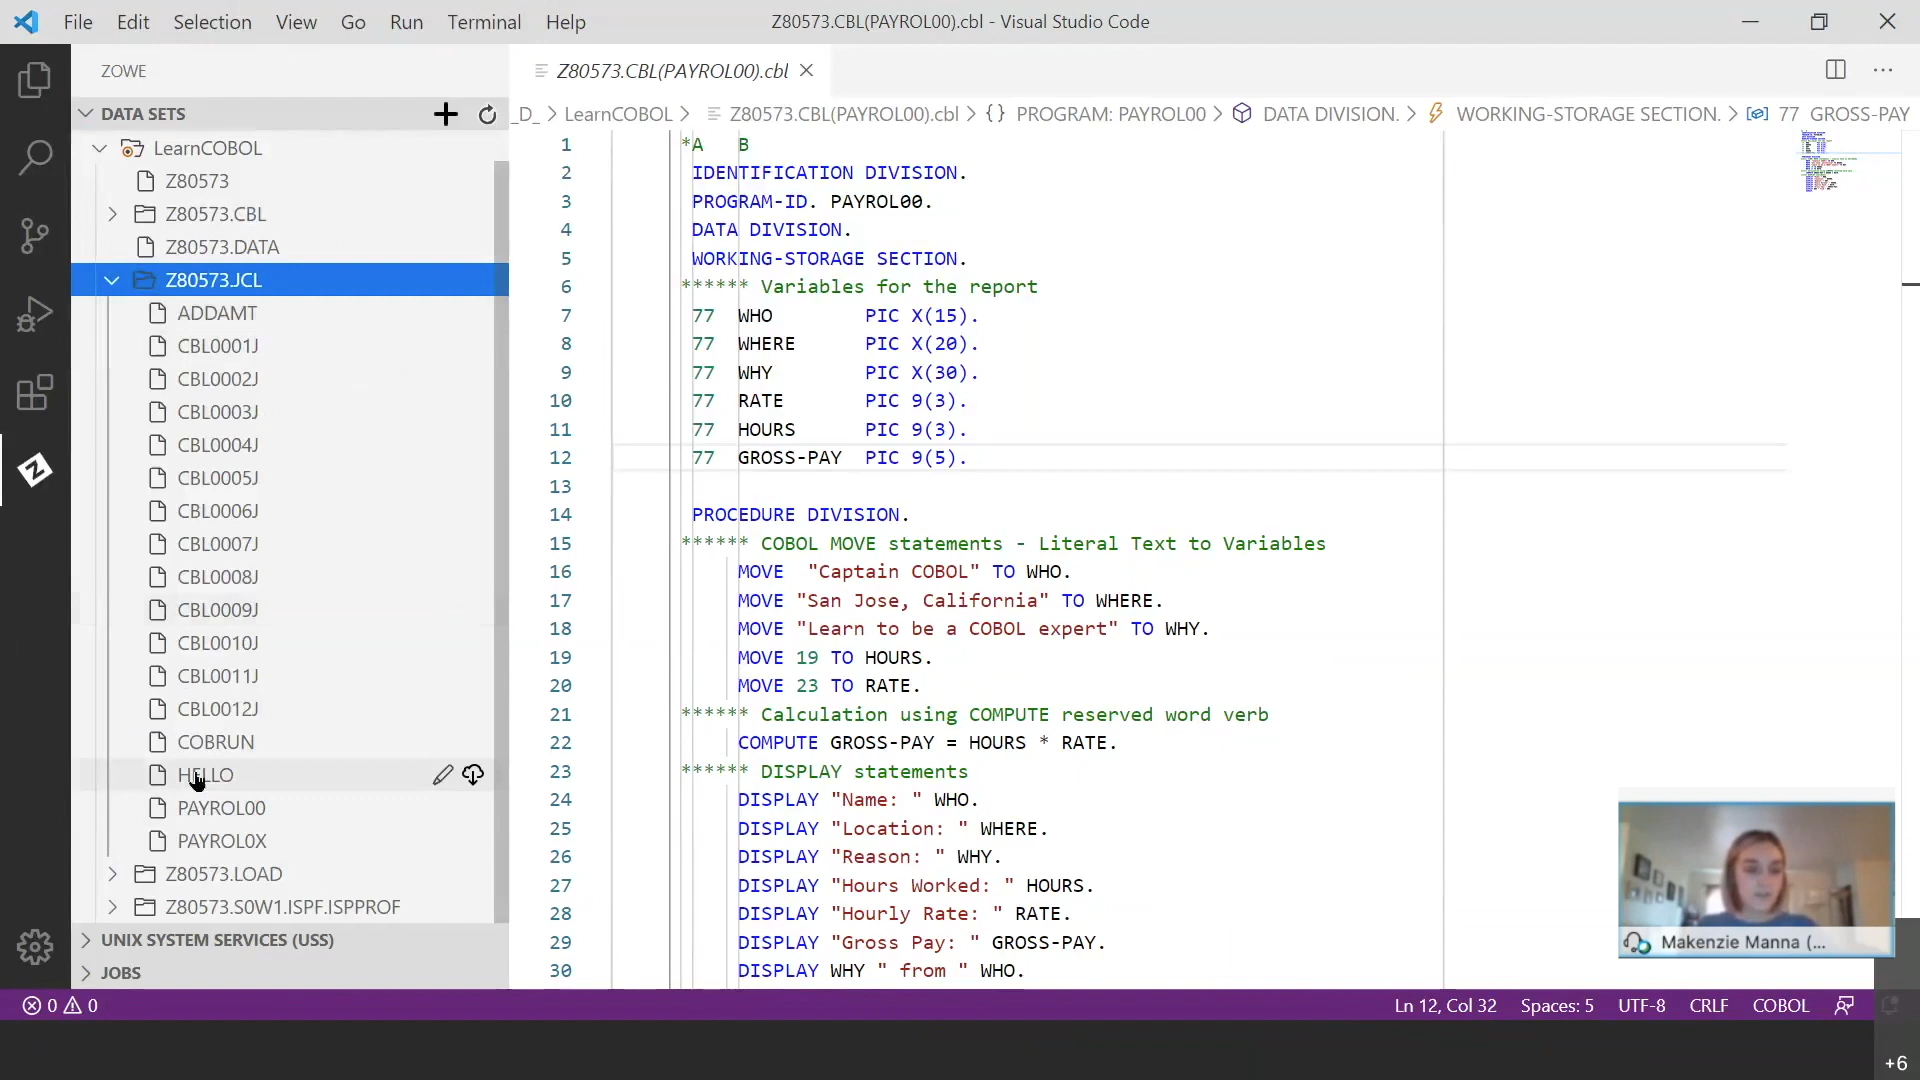 File Edit Selection View Go Run Terminal Help
Z80573.CBL(PAYROL00).cbl - Visual Studio Code
ZOWE
DATA SETS
LearnCOBOL
Z80573
Z80573.CBL
Z80573.DATA
Z80573.JCL
ADDAMT
CBL0001J
CBL0002J
CBL0003J
CBL0004J
CBL0005J
CBL0006J
CBL0007J
CBL0008J
CBL0009J
CBL0010J
CBL0011J
CBL0012J
COBRUN
HELLO
PAYROL00
PAYROL0X
Z80573.LOAD
Z80573.S0W1.ISPF.ISPPROF
UNIX SYSTEM SERVICES (USS)
JOBS
Z80573.CBL(PAYROL00).cbl
_D_ > LearnCOBOL > Z80573.CBL(PAYROL00).cbl > {} PROGRAM: PAYROL00 > DATA DIVISION. > WORKING-STORAGE SECTION. > 77 GROSS-PAY
1 *A B
2 IDENTIFICATION DIVISION.
3 PROGRAM-ID. PAYROL00.
4 DATA DIVISION.
5 WORKING-STORAGE SECTION.
6 ****** Variables for the report
7 77 WHO PIC X(15).
8 77 WHERE PIC X(20).
9 77 WHY PIC X(30).
10 77 RATE PIC 9(3).
11 77 HOURS PIC 9(3).
12 77 GROSS-PAY PIC 9(5).
13
14 PROCEDURE DIVISION.
15 ****** COBOL MOVE statements - Literal Text to Variables
16 MOVE "Captain COBOL" TO WHO.
17 MOVE "San Jose, California" TO WHERE.
18 MOVE "Learn to be a COBOL expert" TO WHY.
19 MOVE 19 TO HOURS.
20 MOVE 23 TO RATE.
21 ****** Calculation using COMPUTE reserved word verb
22 COMPUTE GROSS-PAY = HOURS * RATE.
23 ****** DISPLAY statements
24 DISPLAY "Name: " WHO.
25 DISPLAY "Location: " WHERE.
26 DISPLAY "Reason: " WHY.
27 DISPLAY "Hours Worked: " HOURS.
28 DISPLAY "Hourly Rate: " RATE.
29 DISPLAY "Gross Pay: " GROSS-PAY.
30 DISPLAY WHY " from " WHO.
Makenzie Manna (...
0 0
Ln 12, Col 32 Spaces: 5 UTF-8 CRLF COBOL
+6